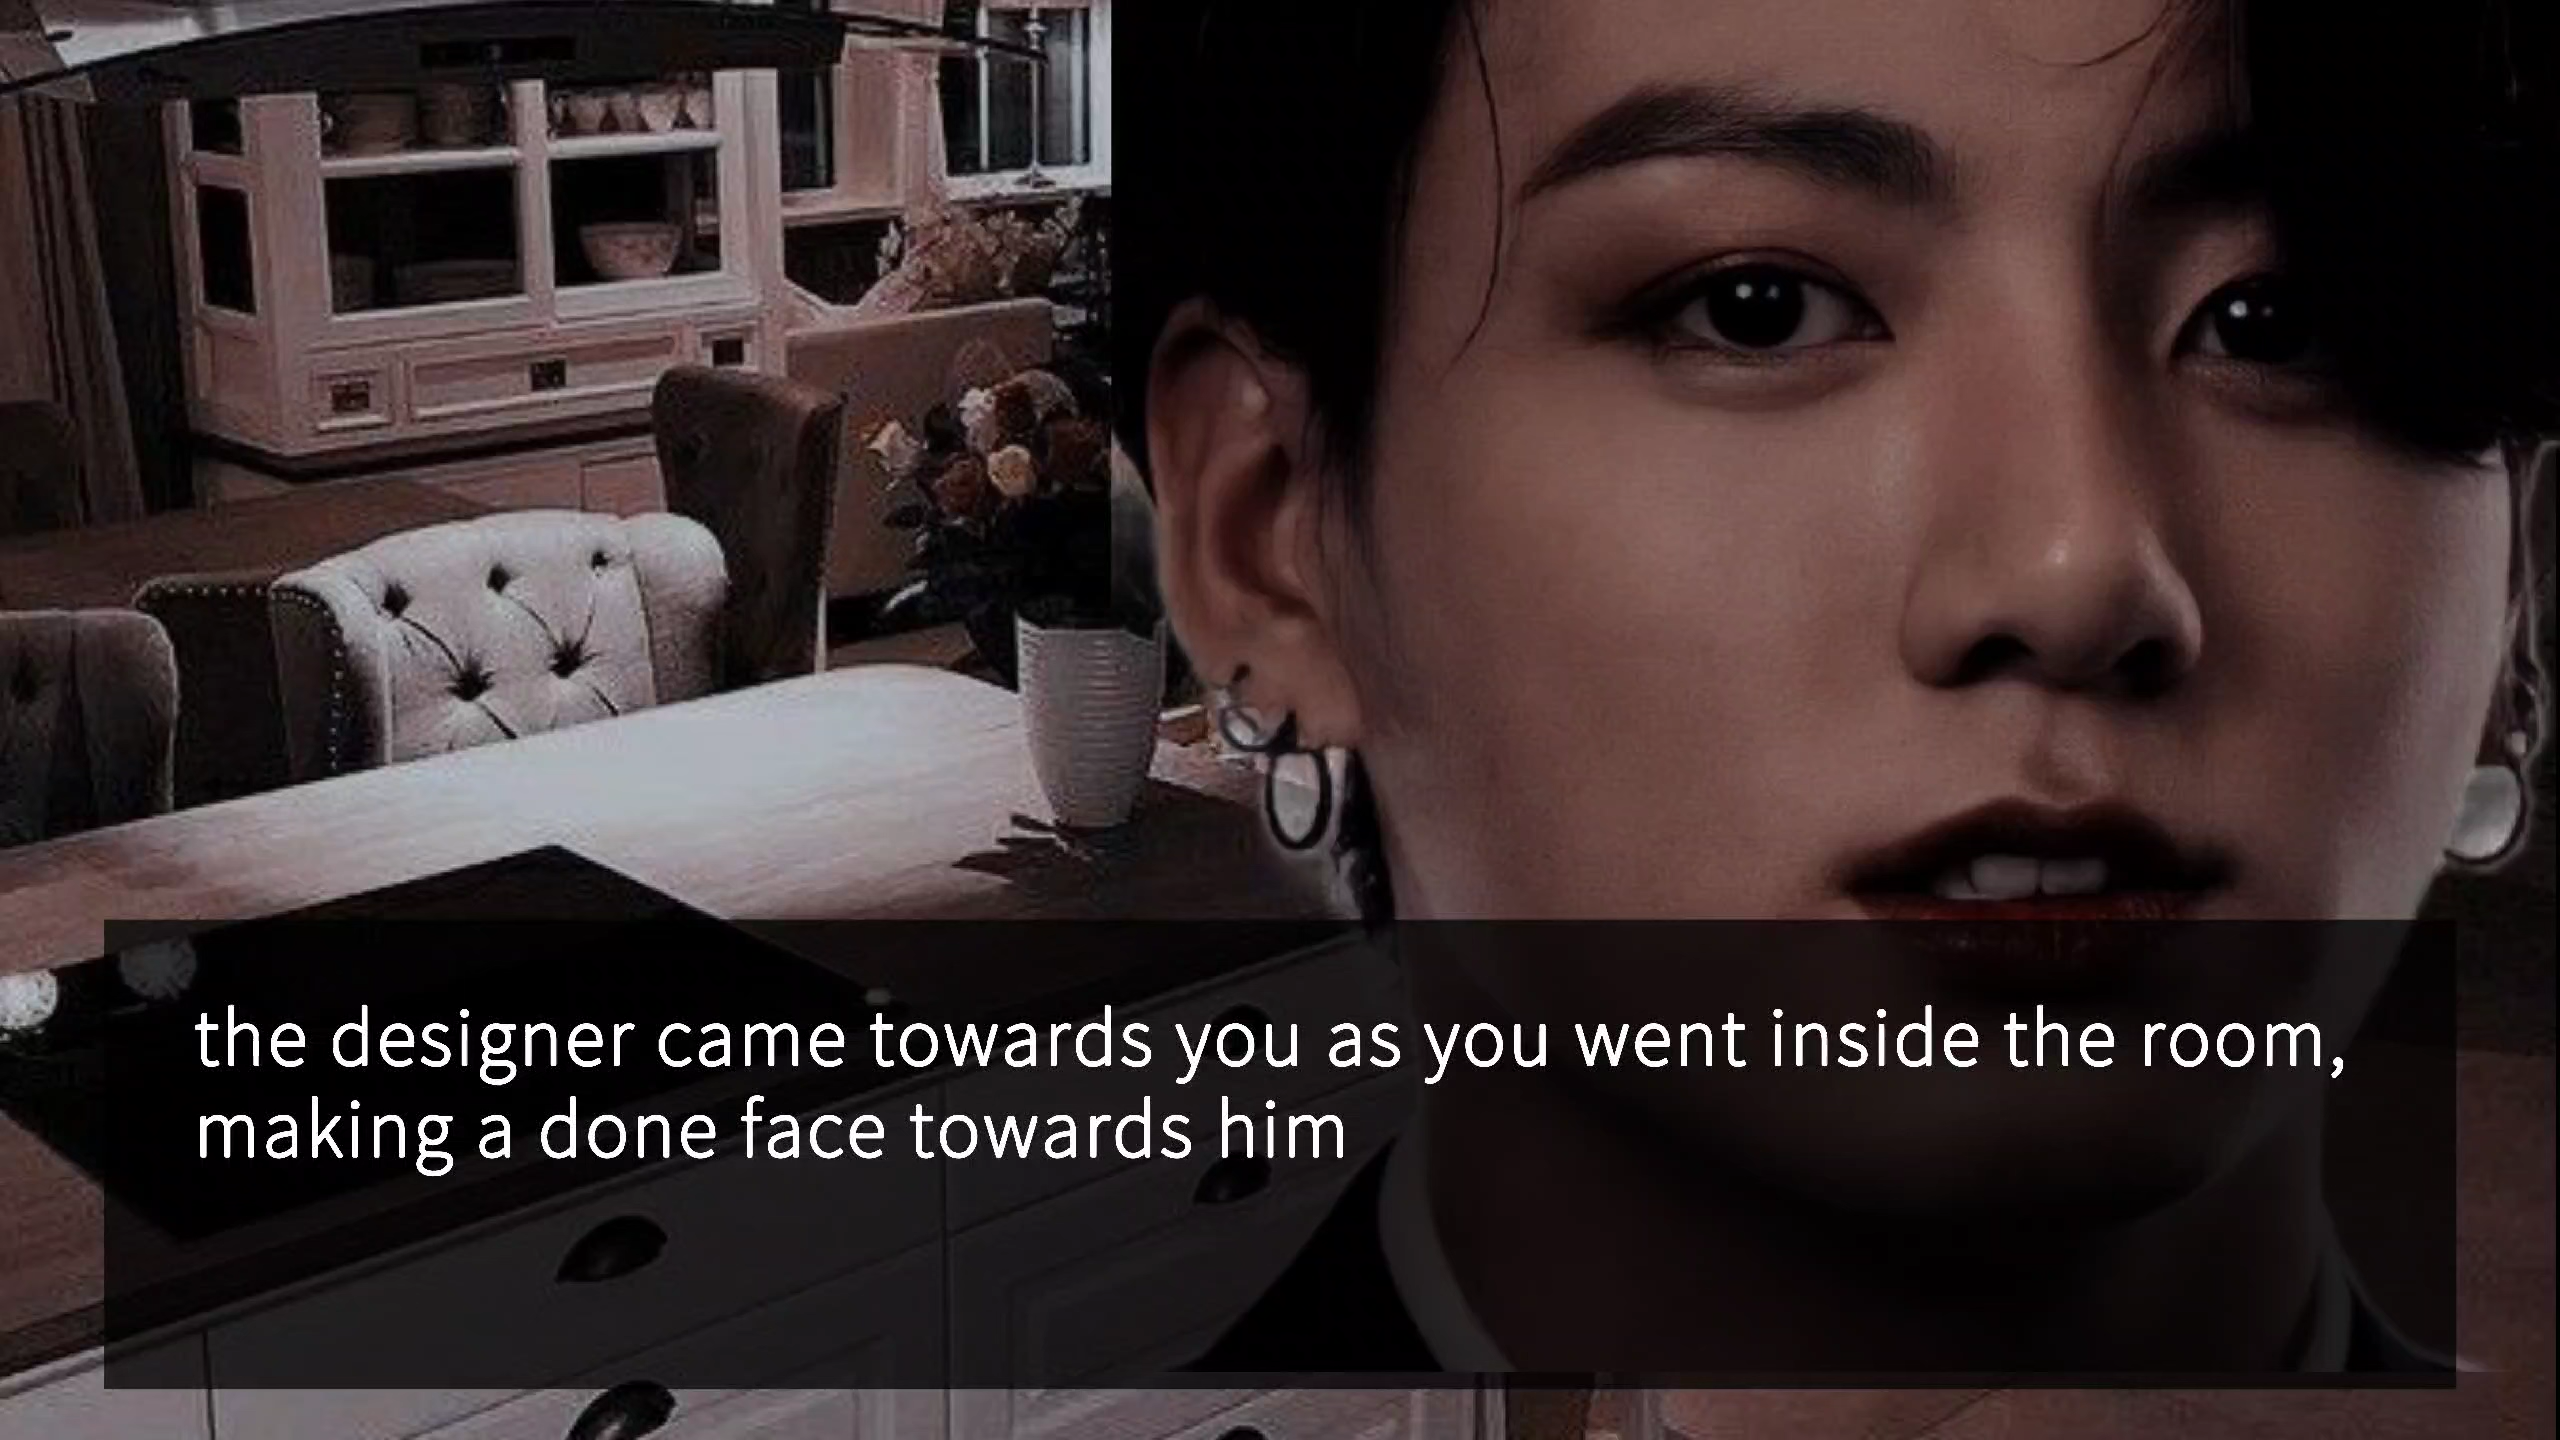 the designer came towards you as you went inside the room,
making a done face towards him